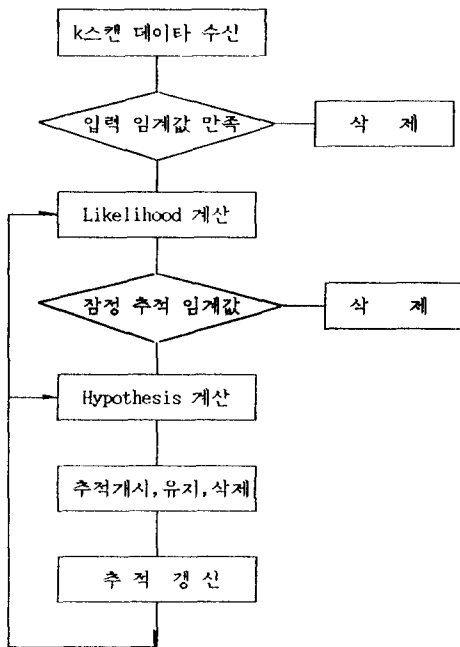 k스캔 데이타 수신
입력 임계값 만족
삭 제
Likelihood 계산
잠정 추적 임계값
삭 제
Hypothesis 계산
추적개시,유지,삭제
추 적 갱 신